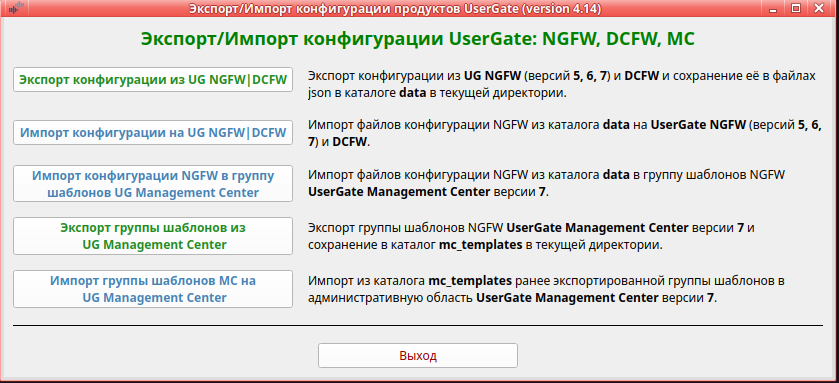 Экспорт/Импорт конфигурации продуктов UserGate (version 4.14)
Экспорт/Импорт конфигурации UserGate: NGFW, DCFW, MC
Экспорт конфигурации из UG NGFW|DCFW
Экспорт конфигурации из UG NGFW (версий 5, 6, 7) и DCFW и сохранение её в файлах
json в каталоге data в текущей директории.
Импорт конфигурации на UG NGFW|DCFW
Импорт файлов конфигурации NGFW из каталога data на UserGate NGFW (версий 5, 6,
7) и DCFW.
Импорт конфигурации NGFW в группу
шаблонов UG Management Center
Импорт файлов конфигурации NGFW из каталога data в группу шаблонов NGFW
UserGate Management Center версии 7.
Экспорт группы шаблонов из
UG Management Center
Экспорт группы шаблонов NGFW UserGate Management Center версии 7 и
сохранение в каталог mc_templates в текущей директории.
Импорт группы шаблонов MC на
UG Management Center
Импорт из каталога mc_templates ранее экспортированной группы шаблонов в
административную область UserGate Management Center версии 7.
Выход